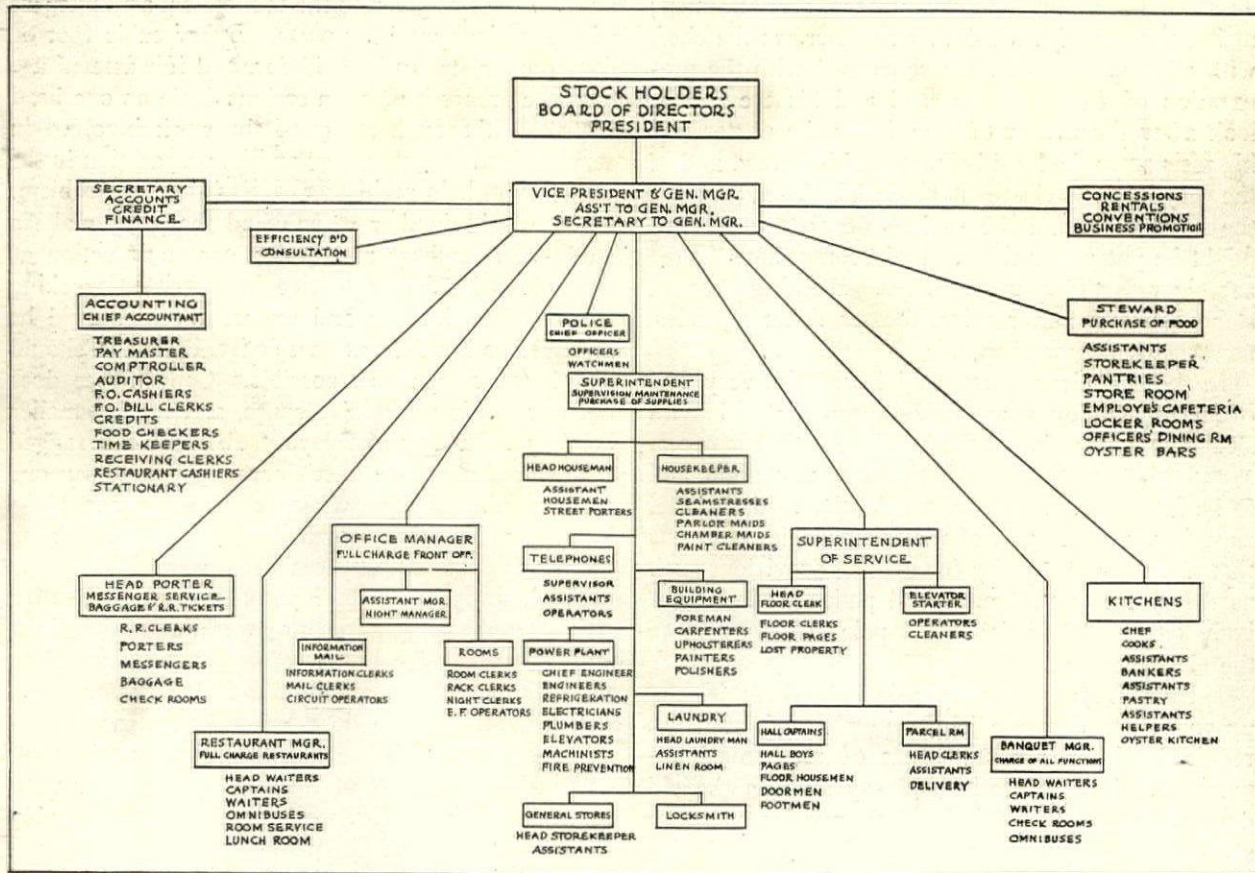 STOCK HOLDERS
BOARD OF DIRECTORS
PRESIDENT
SECRETARY
ACCOUNTS
CREDIT
FINANCE
VICE PRESIDENT & GEN. MGR.
ASS'T TO GEN. MGR.
SECRETARY TO GEN. MGR.
CONCESSIONS
RENTALS
CONVENTIONS
BUSINESS PROMOTION
EFFICIENCY B'D
CONSULTATION
ACCOUNTING
CHIEF ACCOUNTANT
TREASURER
PAY MASTER
COMPTROLLER
AUDITOR
F.O. CASHIERS
F.O. BILL CLERKS
CREDITS
FOOD CHECKERS
TIME KEEPERS
RECEIVING CLERKS
RESTAURANT CASHIERS
STATIONARY
POLICE
CHIEF OFFICER
OFFICERS
WATCHMEN
STEWARD
PURCHASE OF FOOD
ASSISTANTS
STOREKEEPER
PANTRIES
STORE ROOM
EMPLOYE'S CAFETERIA
LOCKER ROOMS
OFFICERS' DINING RM
OYSTER BARS
SUPERINTENDENT
SUPERVISION MAINTENANCE
PURCHASE OF SUPPLIES
HEAD HOUSEMAN
ASSISTANT
HOUSEMEN
STREET PORTERS
HOUSEKEEPER
ASSISTANTS
SEAMSTRESSES
CLEANERS
PARLOR MAIDS
CHAMBER MAIDS
PAINT CLEANERS
OFFICE MANAGER
FULL CHARGE FRONT OFF.
TELEPHONES
SUPERVISOR
ASSISTANTS
OPERATORS
SUPERINTENDENT
OF SERVICE
HEAD PORTER
MESSENGER SERVICE
BAGGAGE & R.R. TICKETS
R.R. CLERKS
PORTERS
MESSENGERS
BAGGAGE
CHECK ROOMS
ASSISTANT MGR.
NIGHT MANAGER
BUILDING
EQUIPMENT
FOREMAN
CARPENTERS
UPHOLSTERERS
PAINTERS
POLISHERS
HEAD
FLOOR CLERK
FLOOR CLERKS
FLOOR PAGES
LOST PROPERTY
ELEVATOR
STARTER
OPERATORS
CLEANERS
KITCHENS
CHEF
COOKS
ASSISTANTS
BANKERS
ASSISTANTS
PASTRY
ASSISTANTS
HELPERS
OYSTER KITCHEN
INFORMATION
MAIL
INFORMATION CLERKS
MAIL CLERKS
CIRCUIT OPERATORS
ROOMS
ROOM CLERKS
RACK CLERKS
NIGHT CLERKS
E.F. OPERATORS
POWER PLANT
CHIEF ENGINEER
ENGINEERS
REFRIGERATION
ELECTRICIANS
PLUMBERS
ELEVATORS
MACHINISTS
FIRE PREVENTION
LAUNDRY
HEAD LAUNDRY MAN
ASSISTANTS
LINEN ROOM
HALL CAPTAINS
HALL BOYS
PAGES
FLOOR HOUSEMEN
DOORMEN
FOOTMEN
PARCEL RM
HEAD CLERKS
ASSISTANTS
DELIVERY
RESTAURANT MGR.
FULL CHARGE RESTAURANTS
HEAD WAITERS
CAPTAINS
WAITERS
OMNIBUSES
ROOM SERVICE
LUNCH ROOM
BANQUET MGR.
CHARGE OF ALL FUNCTIONS
HEAD WAITERS
CAPTAINS
WAITERS
CHECK ROOMS
OMNIBUSES
GENERAL STORES
HEAD STOREKEEPER
ASSISTANTS
LOCKSMITH